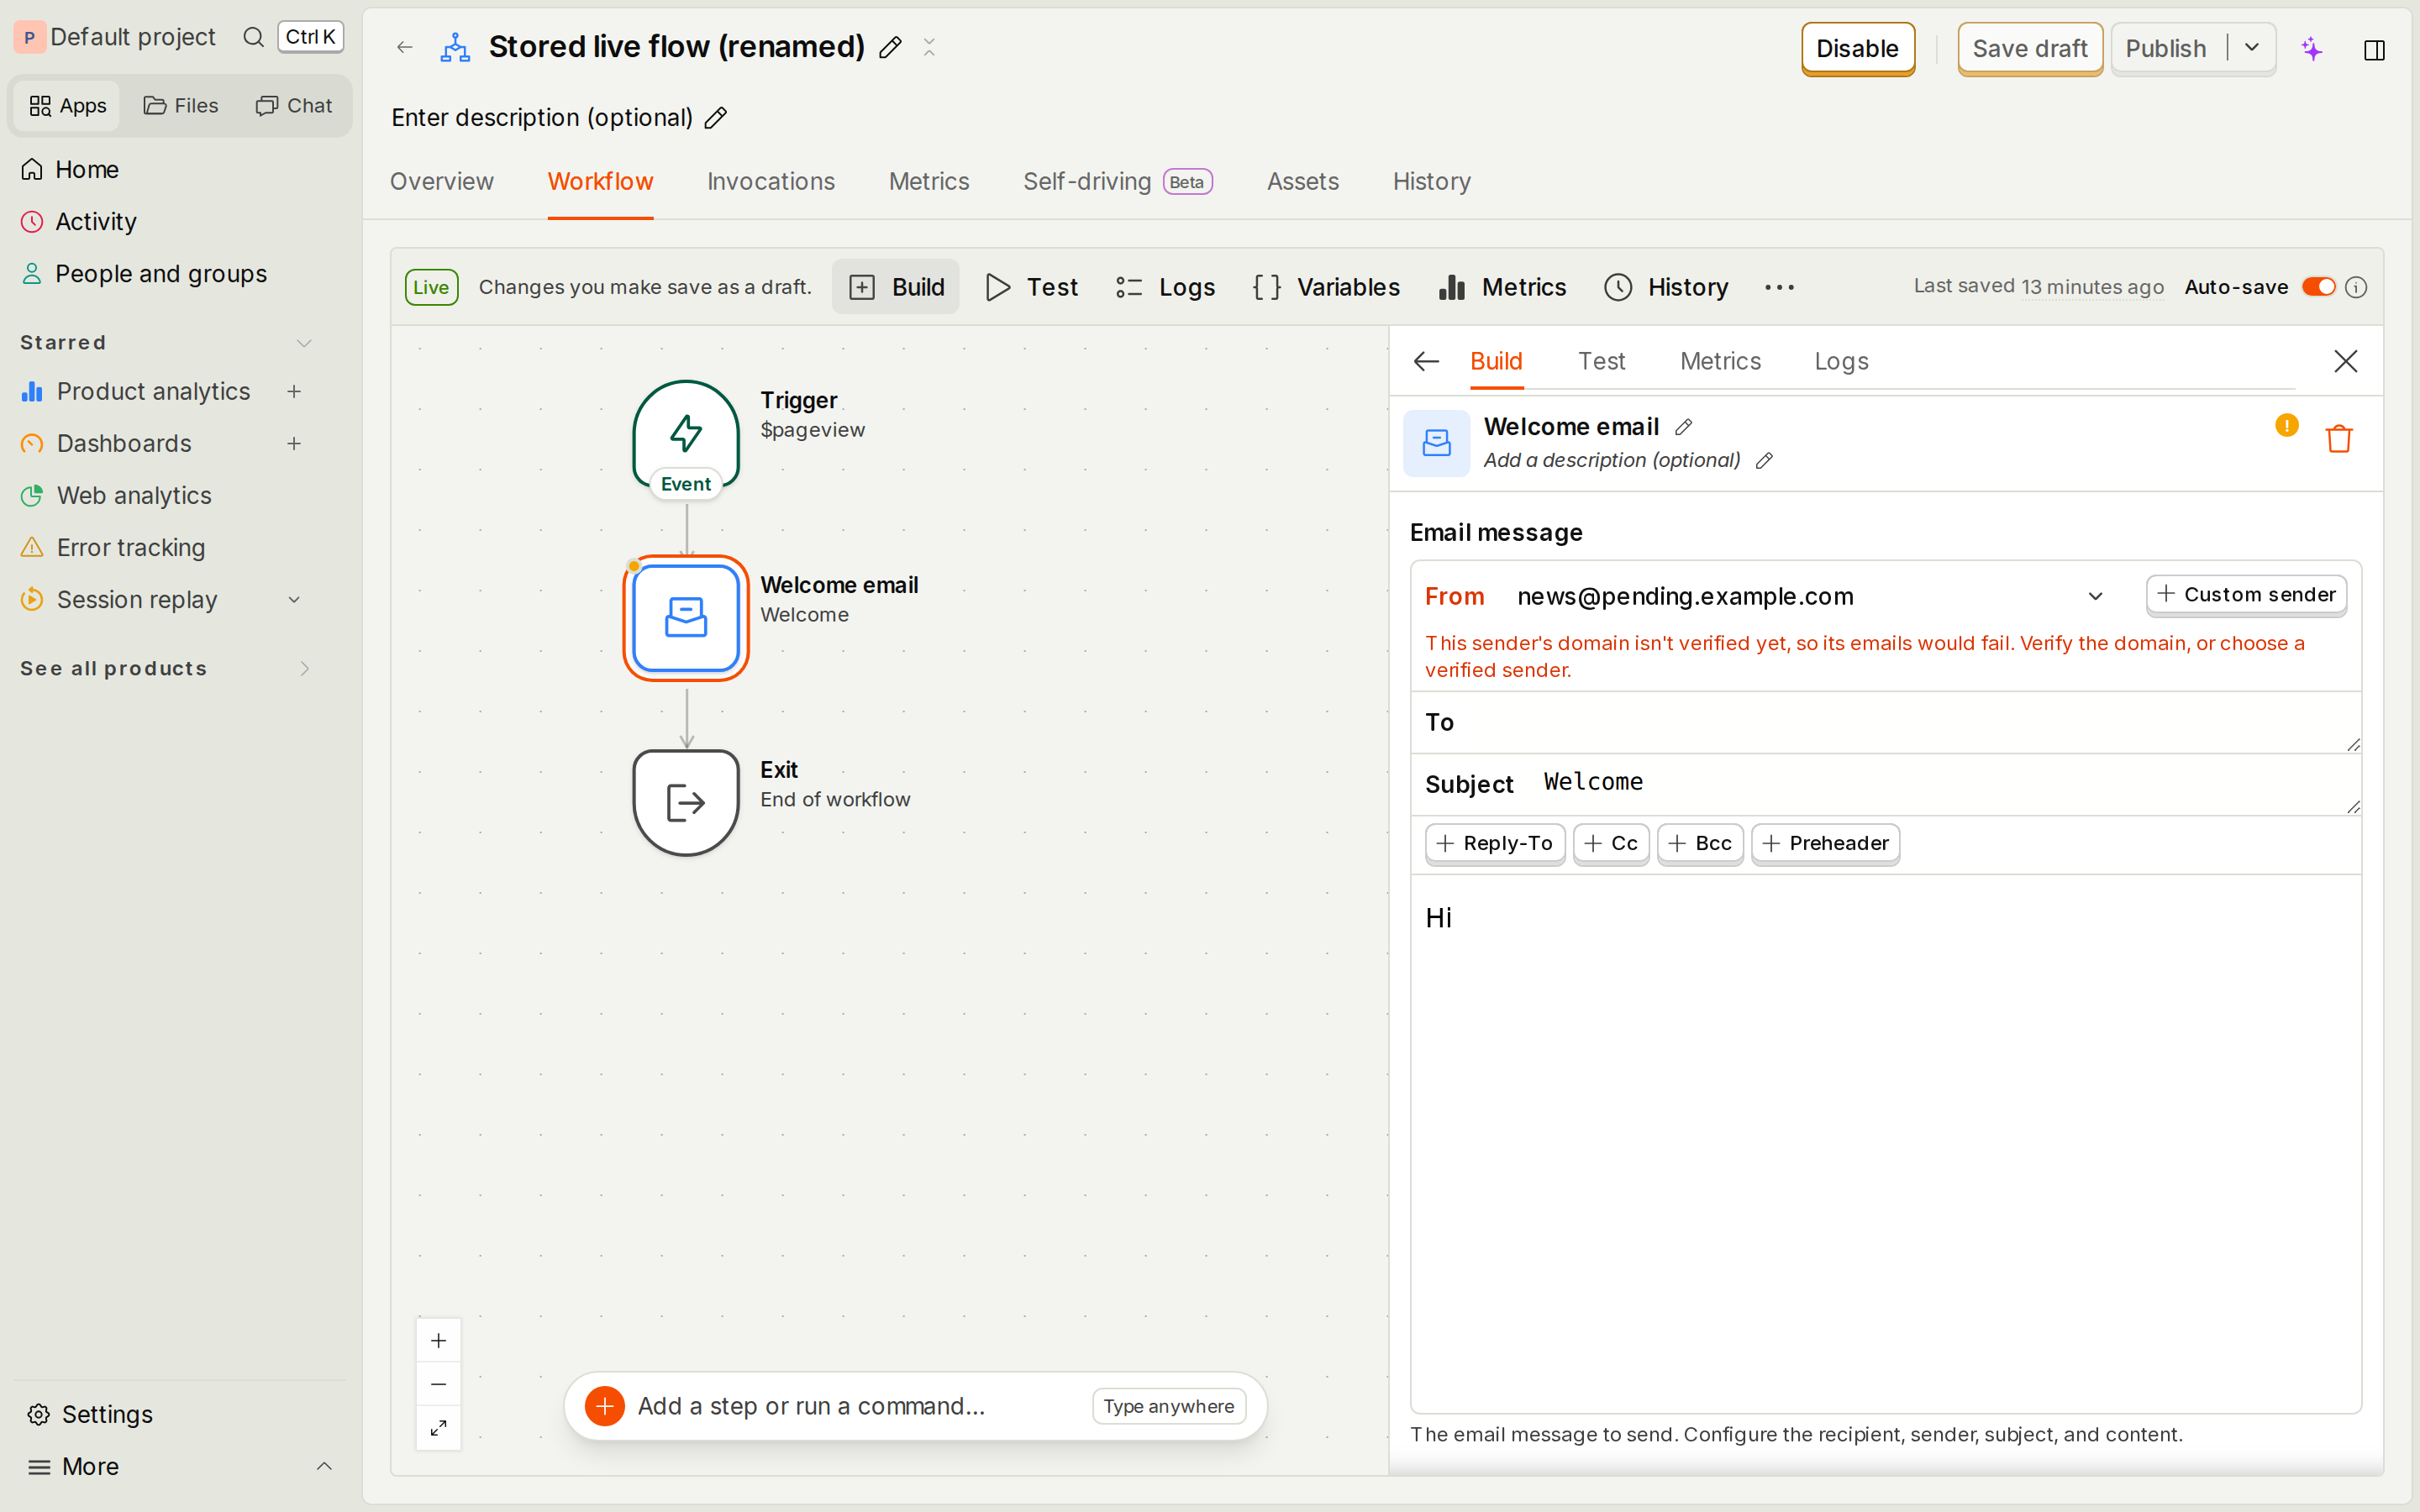 P Default project Ctrl K
Apps Files Chat
Home
Activity
People and groups
Starred
Product analytics
Dashboards
Web analytics
Error tracking
Session replay
See all products
Settings
More
Stored live flow (renamed)
Disable Save draft Publish
Enter description (optional)
Overview Workflow Invocations Metrics Self-driving Beta Assets History
Live Changes you make save as a draft. Build Test Logs Variables Metrics History Last saved 13 minutes ago Auto-save
Trigger
$pageview
Event
Welcome email
Welcome
Exit
End of workflow
Add a step or run a command... Type anywhere
Build Test Metrics Logs
Welcome email
Add a description (optional)
Email message
From news@pending.example.com Custom sender
This sender's domain isn't verified yet, so its emails would fail. Verify the domain, or choose a
verified sender.
To
Subject Welcome
Reply-To Cc Bcc Preheader
Hi
The email message to send. Configure the recipient, sender, subject, and content.